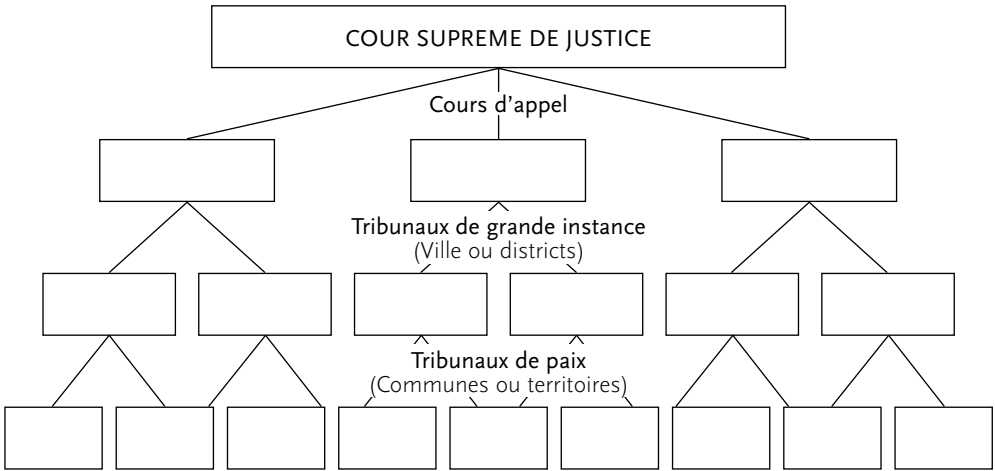 COUR SUPREME DE JUSTICE
Cours d'appel
Tribunaux de grande instance
(Ville ou districts)
Tribunaux de paix
(Communes ou territoires)